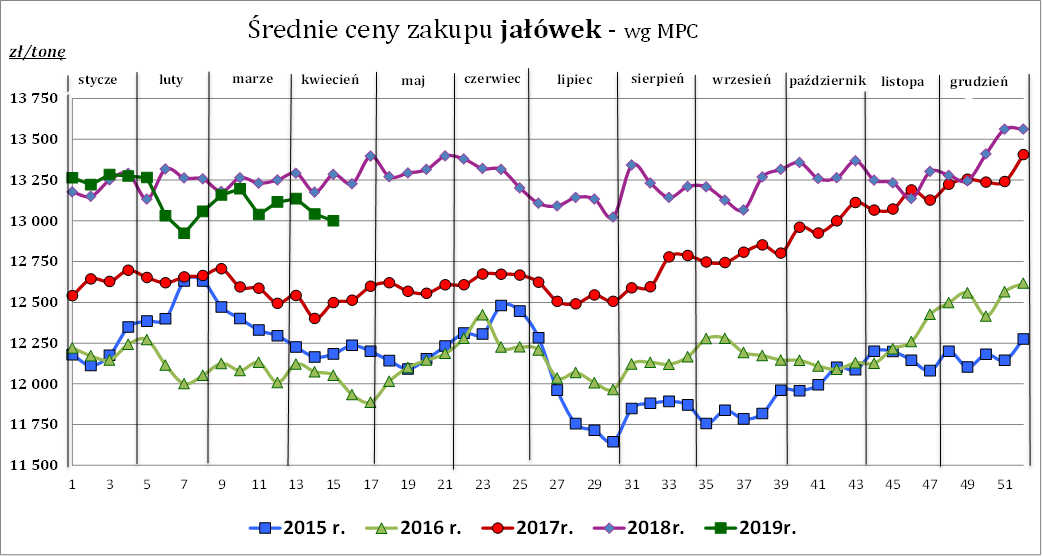 Średnie ceny zakupu jałówek - wg MPC
zł/tonę
stycze luty marze kwiecień maj czerwiec lipiec sierpień wrzesień październik listopa grudzień
13 750
13 500
13 250
13 000
12 750
12 500
12 250
12 000
11 750
11 500
1 3 5 7 9 11 13 15 17 19 21 23 25 27 29 31 33 35 37 39 41 43 45 47 49 51
2015 r. 2016 r. 2017r. 2018r. 2019r.